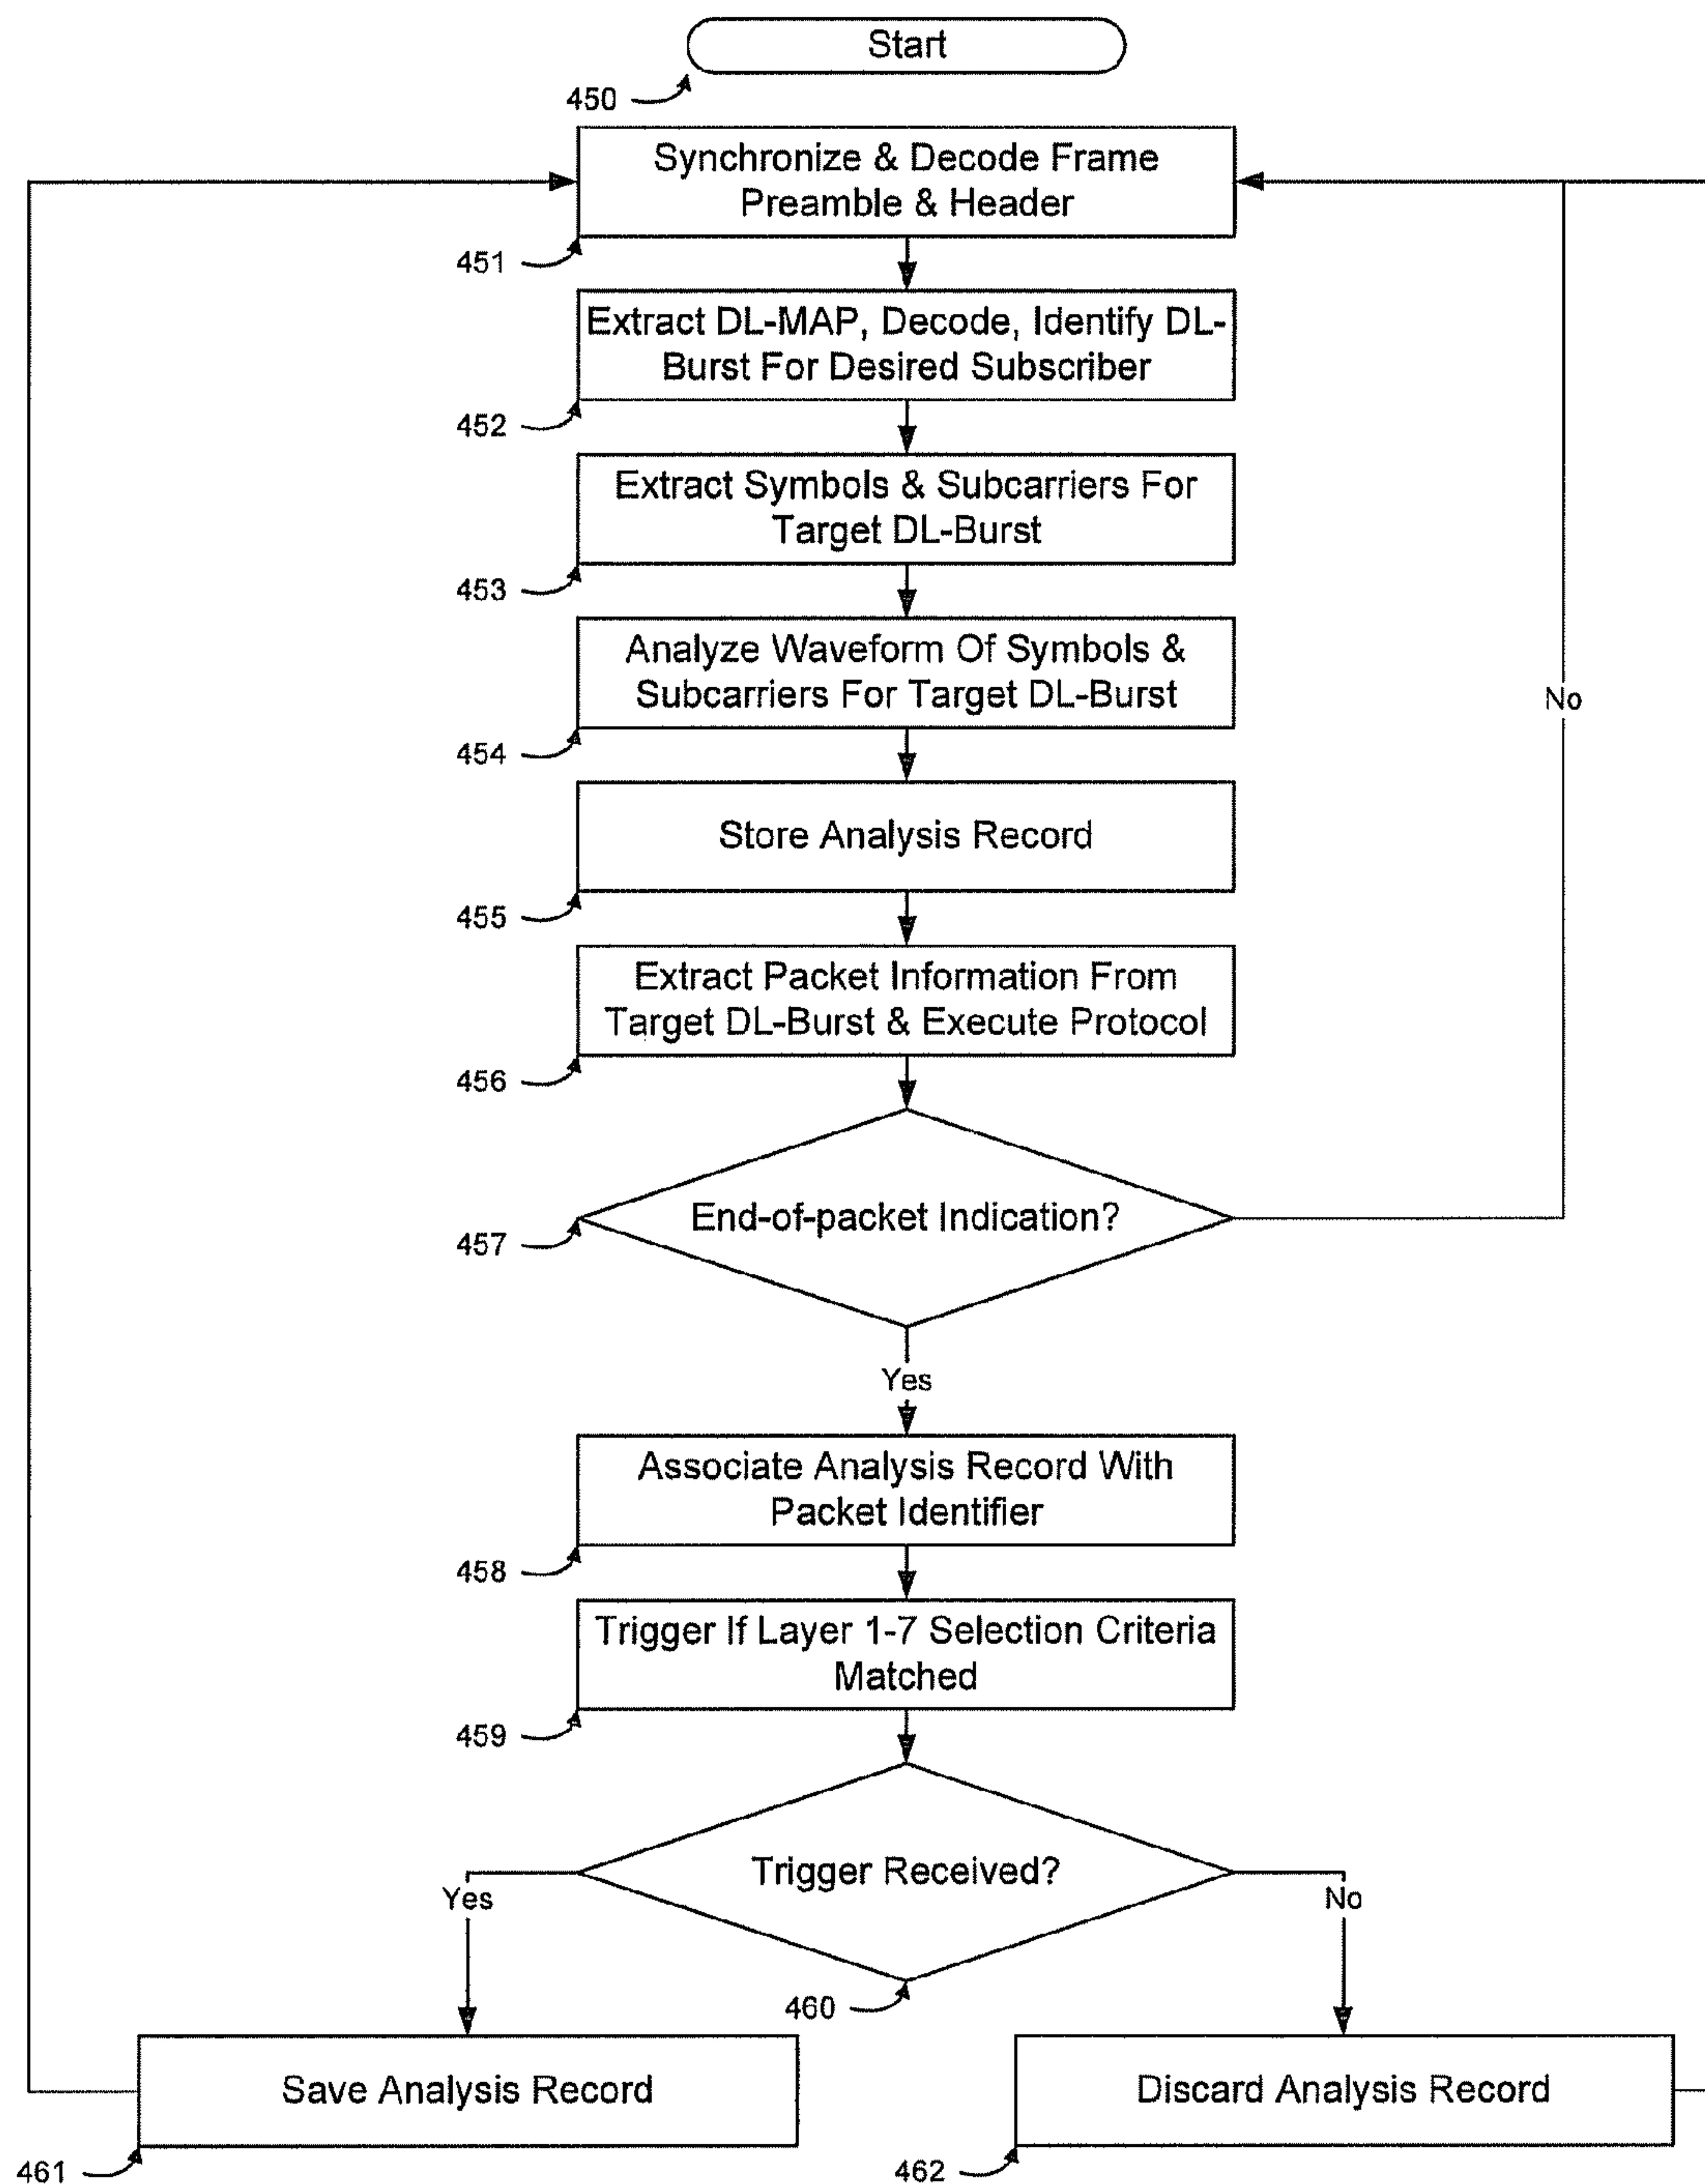 Start
450
Synchronize & Decode Frame
Preamble & Header
451
Extract DL-MAP, Decode, Identify DL-
Burst For Desired Subscriber
452
Extract Symbols & Subcarriers For
Target DL-Burst
453
Analyze Waveform Of Symbols &
Subcarriers For Target DL-Burst
No
454
Store Analysis Record
455
Extract Packet Information From
Target DL-Burst & Execute Protocol
456
End-of-packet Indication?
457
Yes
Associate Analysis Record With
Packet Identifier
458
Trigger If Layer 1-7 Selection Criteria
Matched
459
Trigger Received?
Yes
No
460
Save Analysis Record
Discard Analysis Record
461
462